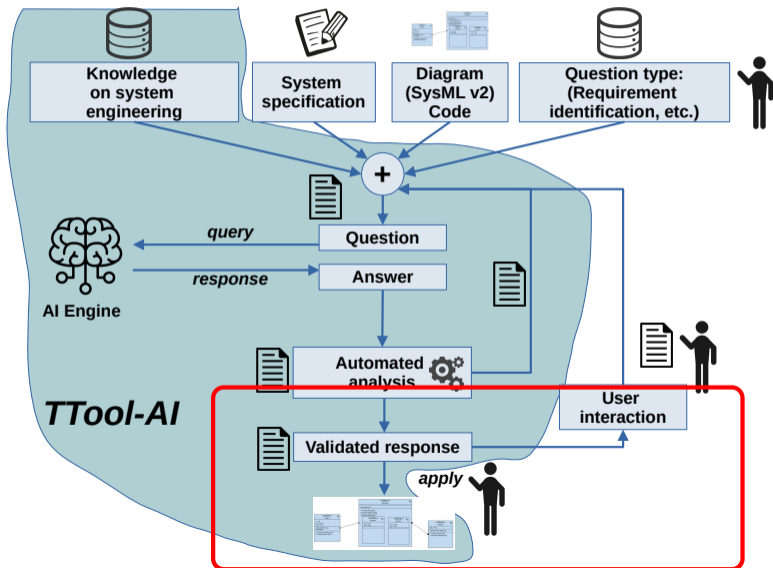 Knowledge
on system
engineering
System
specification
Diagram
(SysML v2)
Code
Question type:
(Requirement
identification, etc.)
+
query
Question
response
Answer
AI Engine
Automated
analysis
TTool-AI
User
interaction
Validated response
apply